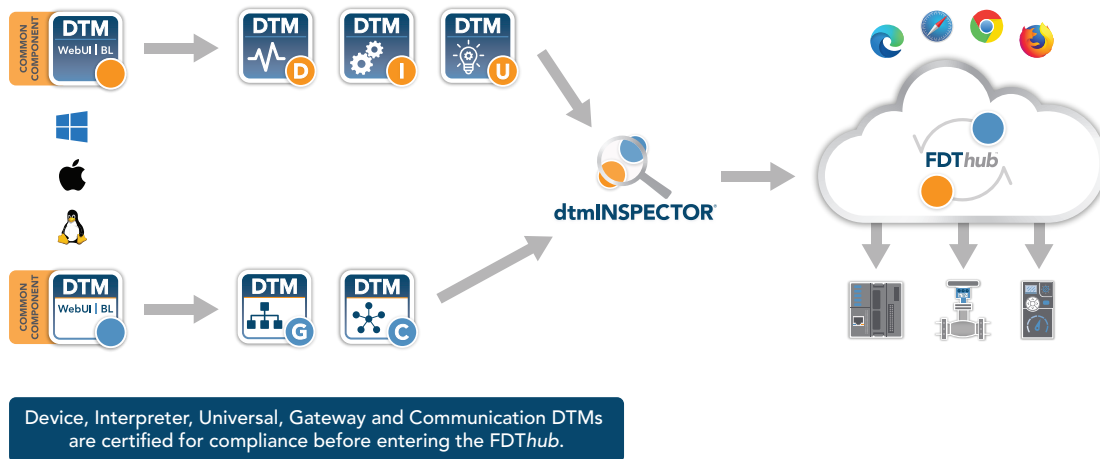 COMMON
COMPONENT
DTM
WebUI | BL
DTM
D
DTM
I
DTM
U
FDThub
dtmINSPECTOR®
COMMON
COMPONENT
DTM
WebUI | BL
DTM
G
DTM
C
Device, Interpreter, Universal, Gateway and Communication DTMs
are certified for compliance before entering the FDThub.